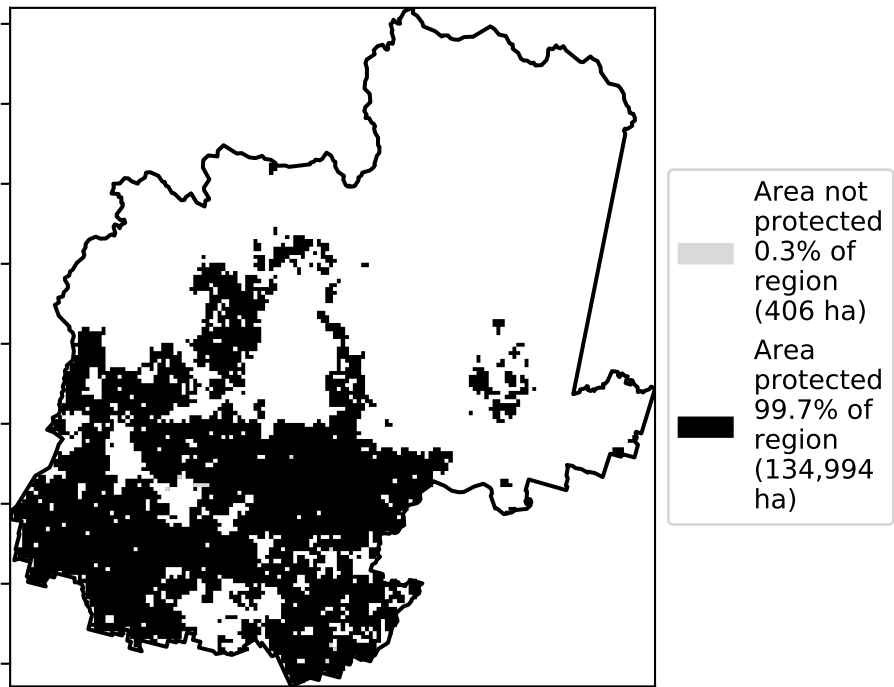 Area not
protected
0.3% of
region
(406 ha)
Area
protected
99.7% of
region
(134,994
ha)